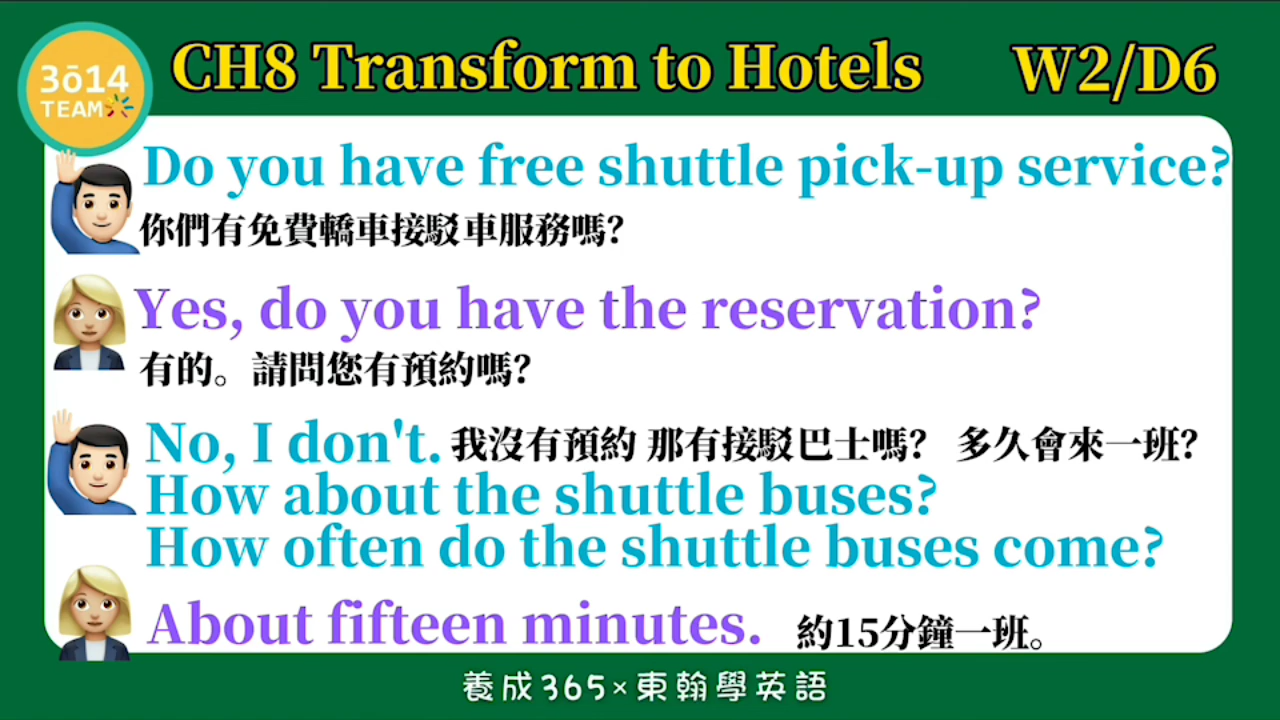 3ō14
TEAM
CH8 Transform to Hotels W2/D6
Do you have free shuttle pick-up service?
你們有免費轎車接駁車服務嗎?
Yes, do you have the reservation?
有的。請問您有預約嗎?
No, I don't. 我沒有預約 那有接駁巴士嗎? 多久會來一班?
How about the shuttle buses?
How often do the shuttle buses come?
About fifteen minutes. 約15分鐘一班。
養成365×東翰學英語